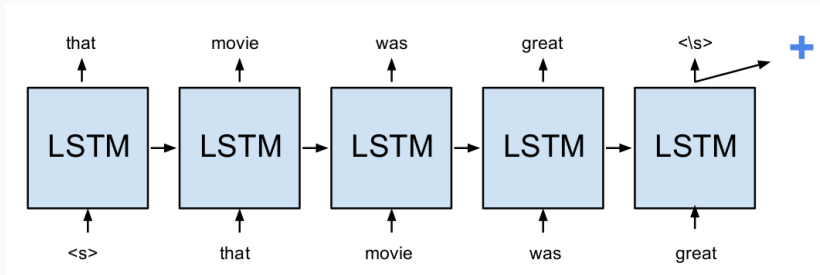 that movie was great <\s>
+
LSTM LSTM LSTM LSTM LSTM
<s> that movie was great